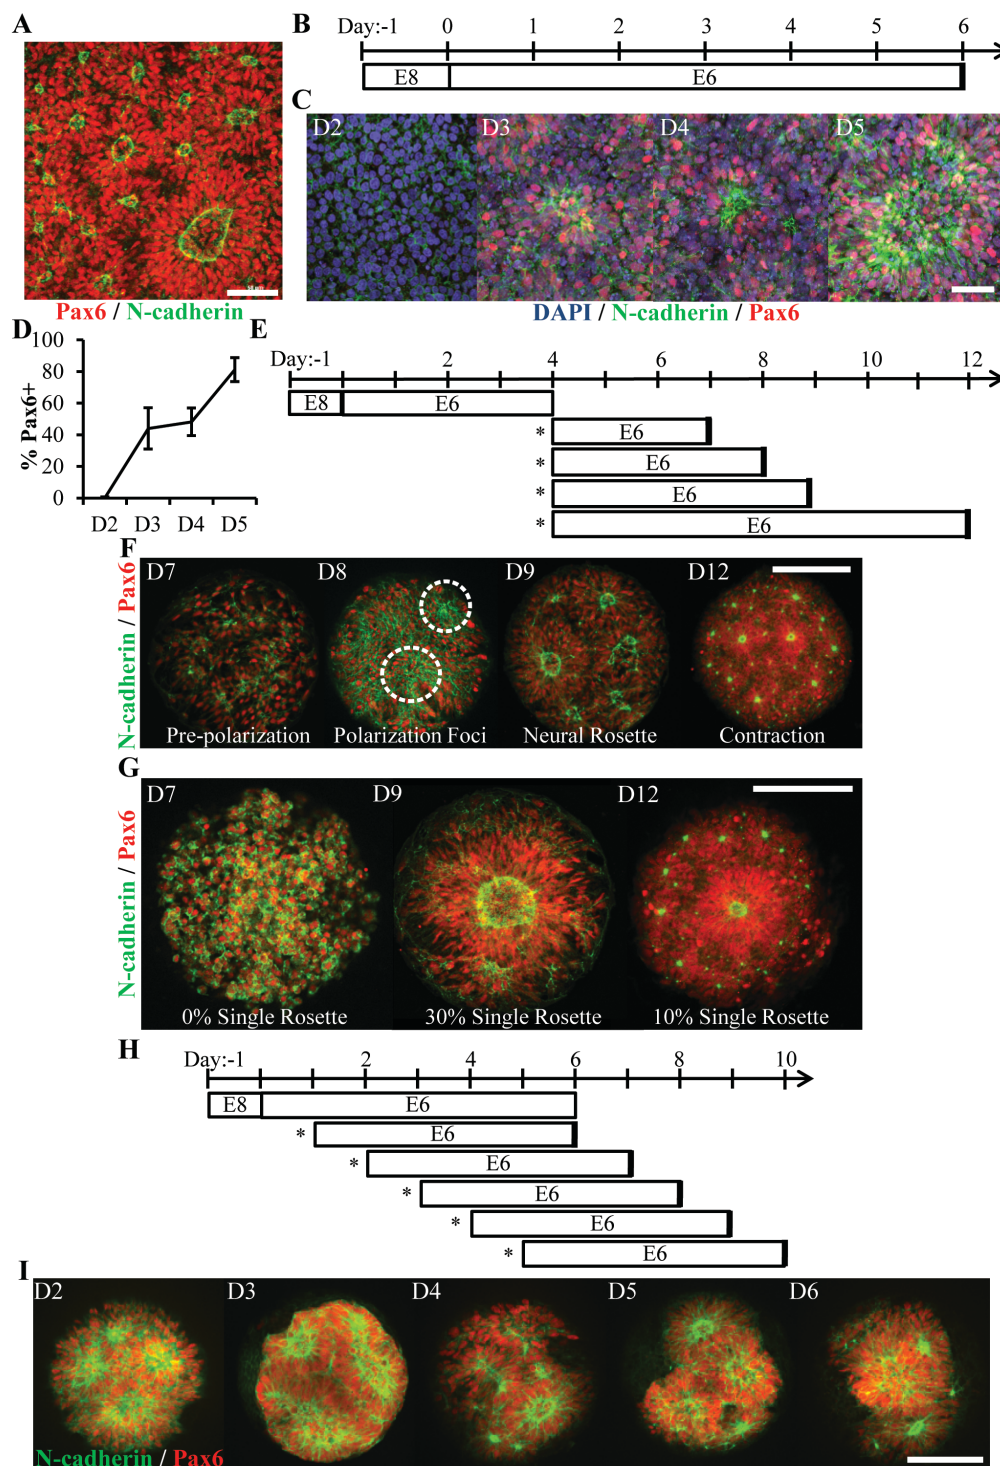 A
Pax6 / N-cadherin
B
Day:-1 0 1 2 3 4 5 6
E8 E6
C
D2 D3 D4 D5
DAPI / N-cadherin / Pax6
D
% Pax6+
100
80
60
40
20
0
D2 D3 D4 D5
E
Day:-1 2 4 6 8 10 12
E8 E6
* E6
* E6
* E6
* E6
F
N-cadherin / Pax6
D7 D8 D9 D12
Pre-polarization Polarization Foci Neural Rosette Contraction
G
N-cadherin / Pax6
D7 D9 D12
0% Single Rosette 30% Single Rosette 10% Single Rosette
H
Day:-1 2 4 6 8 10
E8 E6
* E6
* E6
* E6
* E6
* E6
I
D2 D3 D4 D5 D6
N-cadherin / Pax6